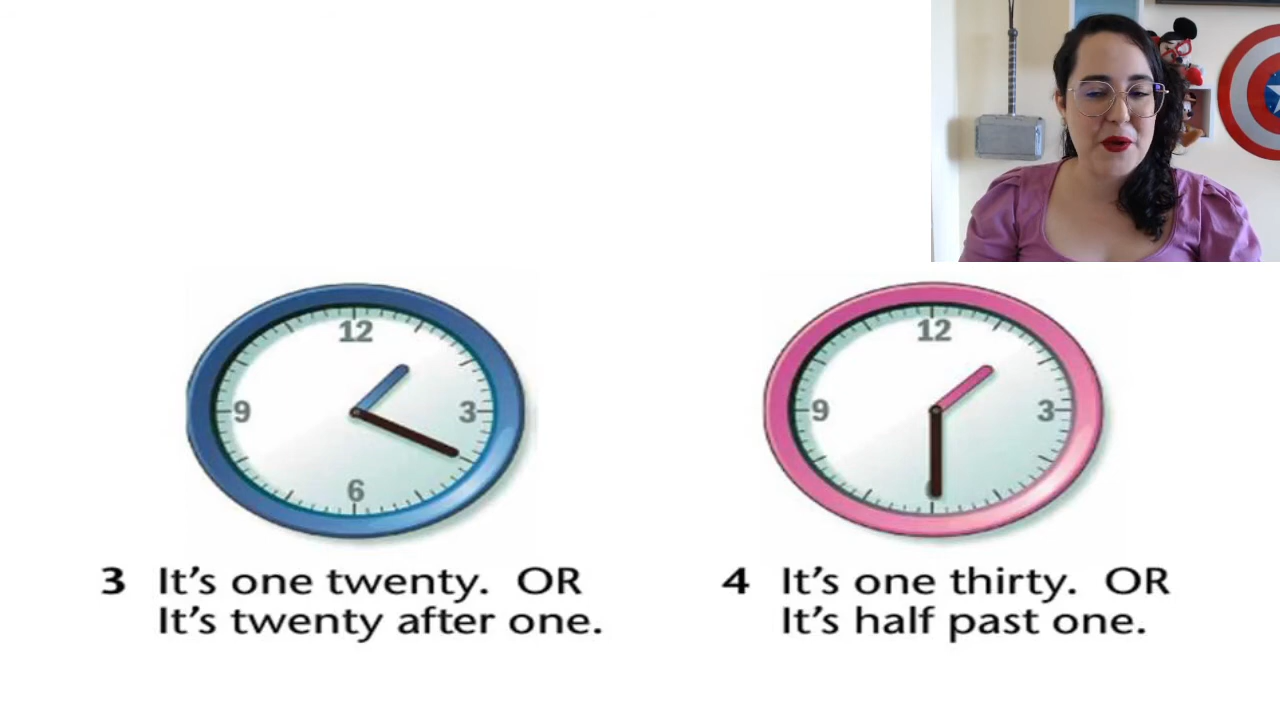 12
9
3
6
12
9
3
3 It's one twenty. OR
It's twenty after one.
4 It's one thirty. OR
It's half past one.